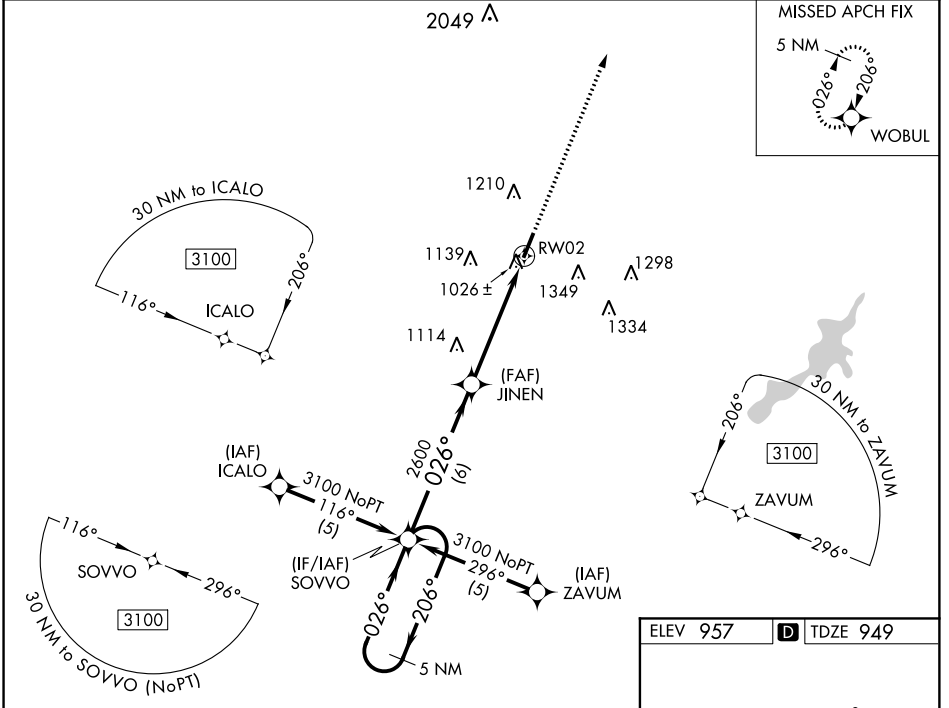 2049
MISSED APCH FIX
5 NM
026°
206°
WOBUL
30 NM to ICALO
3100
206°
116°
ICALO
1210
1139
RW02
1026 ±
1349
1298
1334
1114
(FAF)
JINEN
2600
026°
(6)
(IAF)
ICALO
3100 NoPT
116°
(5)
(IF/IAF)
SOVVO
3100 NoPT
296°
(5)
(IAF)
ZAVUM
026°
206°
5 NM
116°
SOVVO
296°
3100
30 NM to SOVVO (NoPT)
206°
30 NM to ZAVUM
3100
ZAVUM
296°
ELEV 957
D
TDZE 949